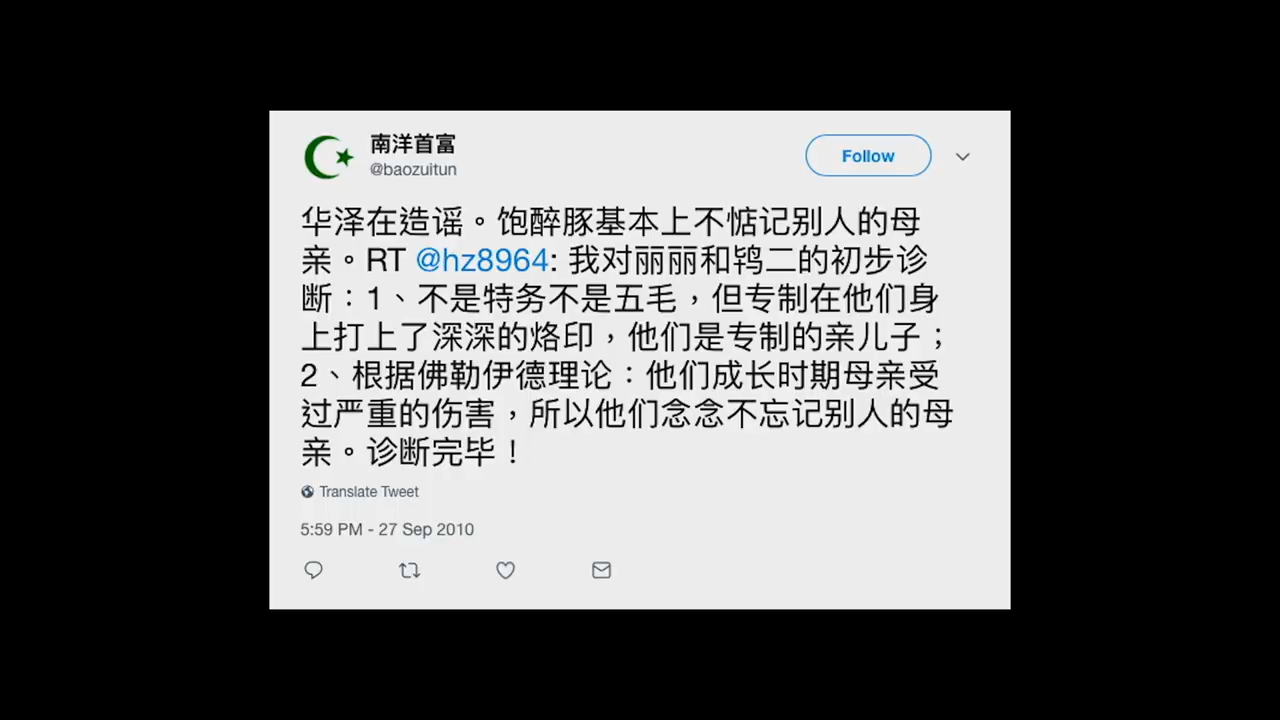 南洋首富
@baozuitun
Follow
华泽在造谣。饱醉豚基本上不惦记别人的母
亲。RT @hz8964: 我对丽丽和鸨二的初步诊
断：1、不是特务不是五毛，但专制在他们身
上打上了深深的烙印，他们是专制的亲儿子；
2、根据佛勒伊德理论：他们成长时期母亲受
过严重的伤害，所以他们念念不忘记别人的母
亲。诊断完毕！
Translate Tweet
5:59 PM - 27 Sep 2010